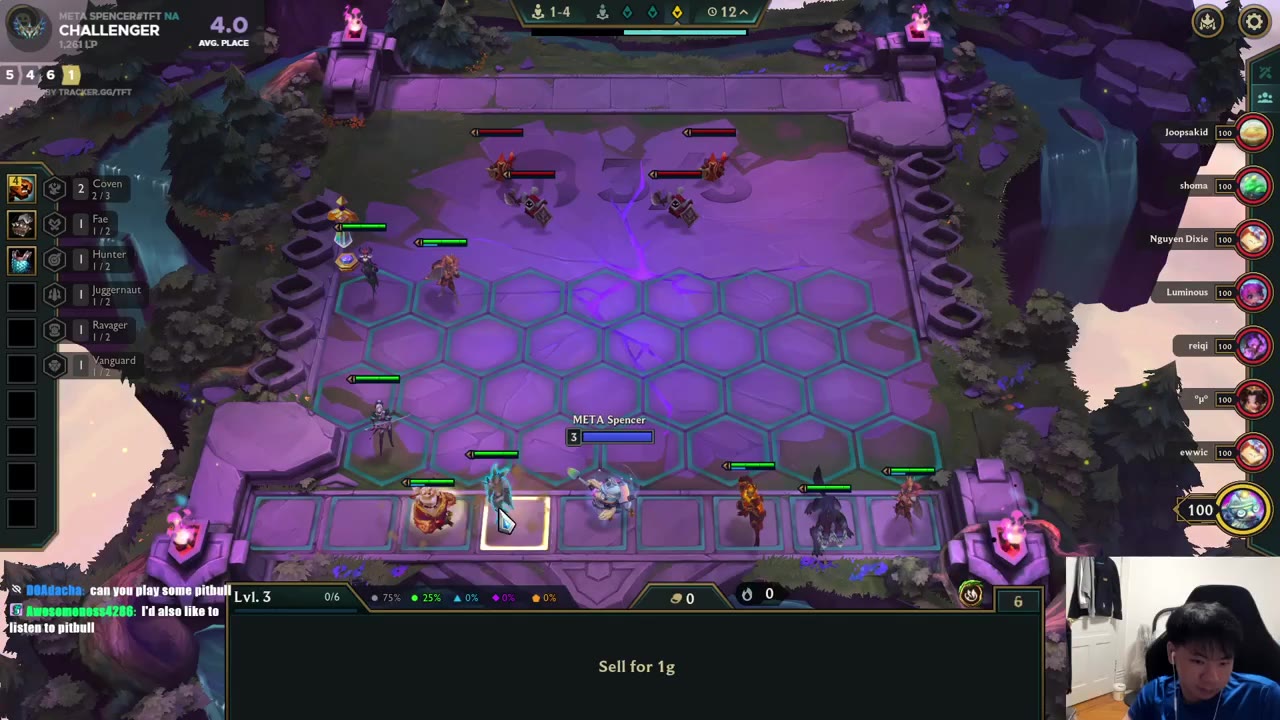 META SPENCER#TFT NA
CHALLENGER
1,261 LP
4.0
AVG. PLACE
5 4 6 1
BY TRACKER.GG/TFT
1-4
12
4
2 Coven
2 / 3
1 Fae
1 / 2
1 Hunter
1 / 2
1 Juggernaut
1 / 2
1 Ravager
1 / 2
1 Vanguard
1 / 2
Joopsakid 100
shoma 100
Nguyen Dixie 100
Luminous 100
reiqi 100
°µ° 100
ewwic 100
100
META Spencer
3
DOAdacha: can you play some pitbull
Awesomeness4286: I'd also like to
listen to pitbull
Lvl. 3
0/6
75% 25% 0% 0% 0%
0
0
6
Sell for 1g